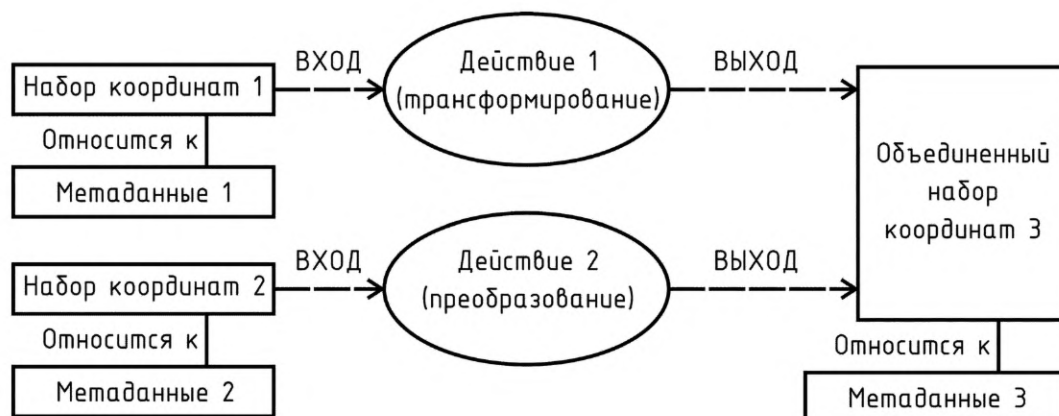 ВХОД
Действие 1
(трансформирование)
ВЫХОД
Набор координат 1
Относится к
Метаданные 1
Объединенный
набор
координат 3
ВХОД
Действие 2
(преобразование)
ВЫХОД
Набор координат 2
Относится к
Метаданные 2
Относится к
Метаданные 3